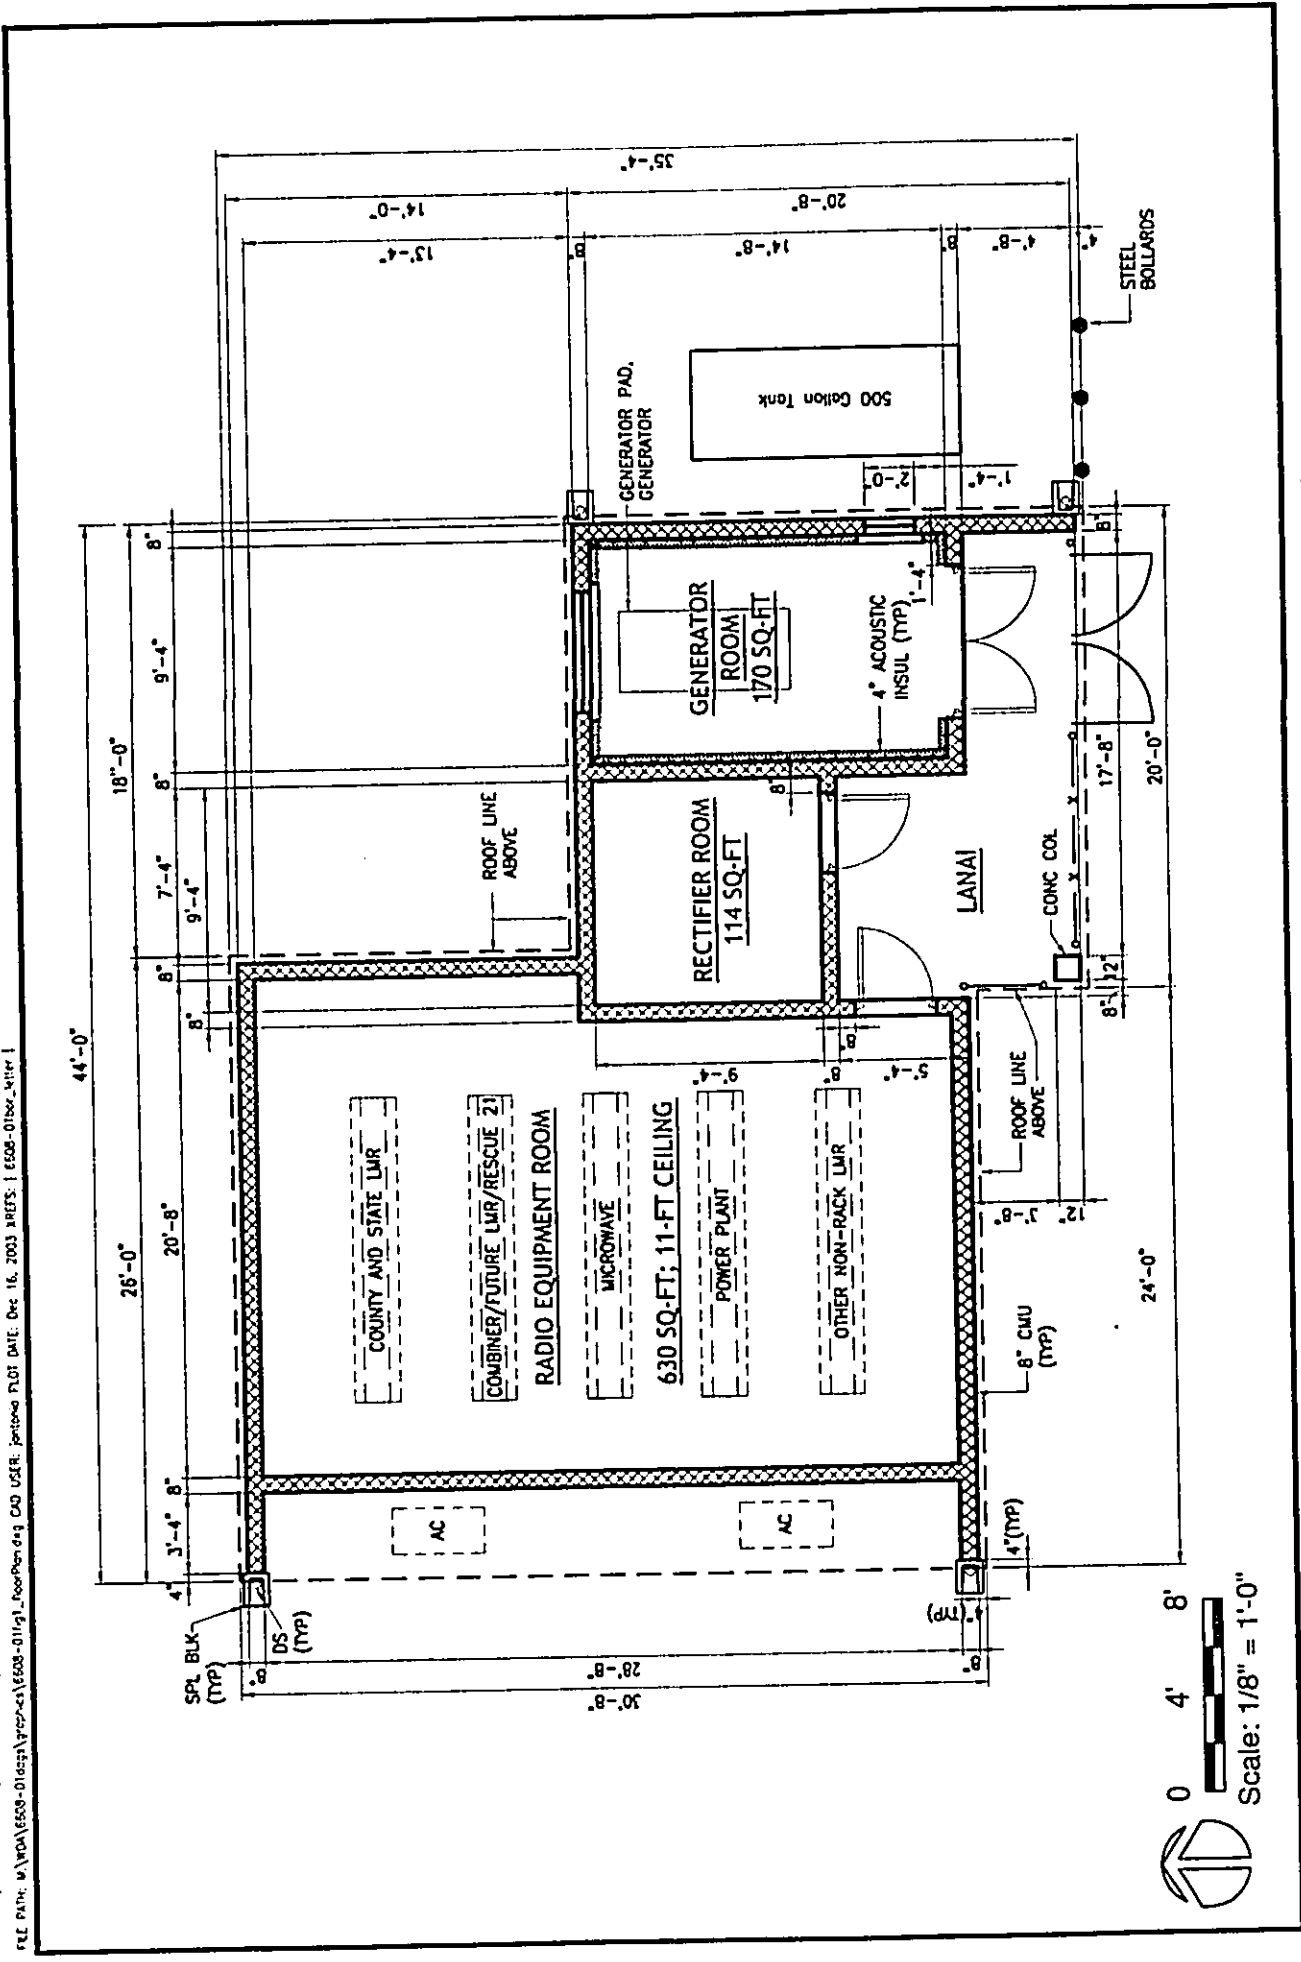 44'-0"
26'-0"
18'-0"
4"
3'-4"
8"
20'-8"
8"
7'-4"
8"
9'-4"
8"
8"
9'-4"
SPL BLK
(TYP)
DS
(TYP)
8"
28'-8"
30'-8"
8"
4"(TYP)
4"(TYP)
AC
AC
COUNTY AND STATE LMR
COMBINER/FUTURE LMR/RESCUE 21
RADIO EQUIPMENT ROOM
MICROWAVE
630 SQ-FT; 11-FT CEILING
POWER PLANT
OTHER NON-RACK LMR
9'-4"
8"
8"
5'-4"
ROOF LINE
ABOVE
RECTIFIER ROOM
114 SQ-FT
8"
GENERATOR
ROOM
170 SQ-FT
4" ACOUSTIC
INSUL (TYP)
1'-4"
GENERATOR PAD,
GENERATOR
500 Gallon Tank
2'-0"
1'-4"
13'-4"
8"
14'-8"
8"
4'-8"
4"
14'-0"
20'-8"
35'-4"
STEEL
BOLLARDS
LANAI
CONC COL
ROOF LINE
ABOVE
3'-8"
12"
8" CMU
(TYP)
8"
12"
17'-8"
8"
24'-0"
20'-0"
0 4' 8'
Scale: 1/8" = 1'-0"